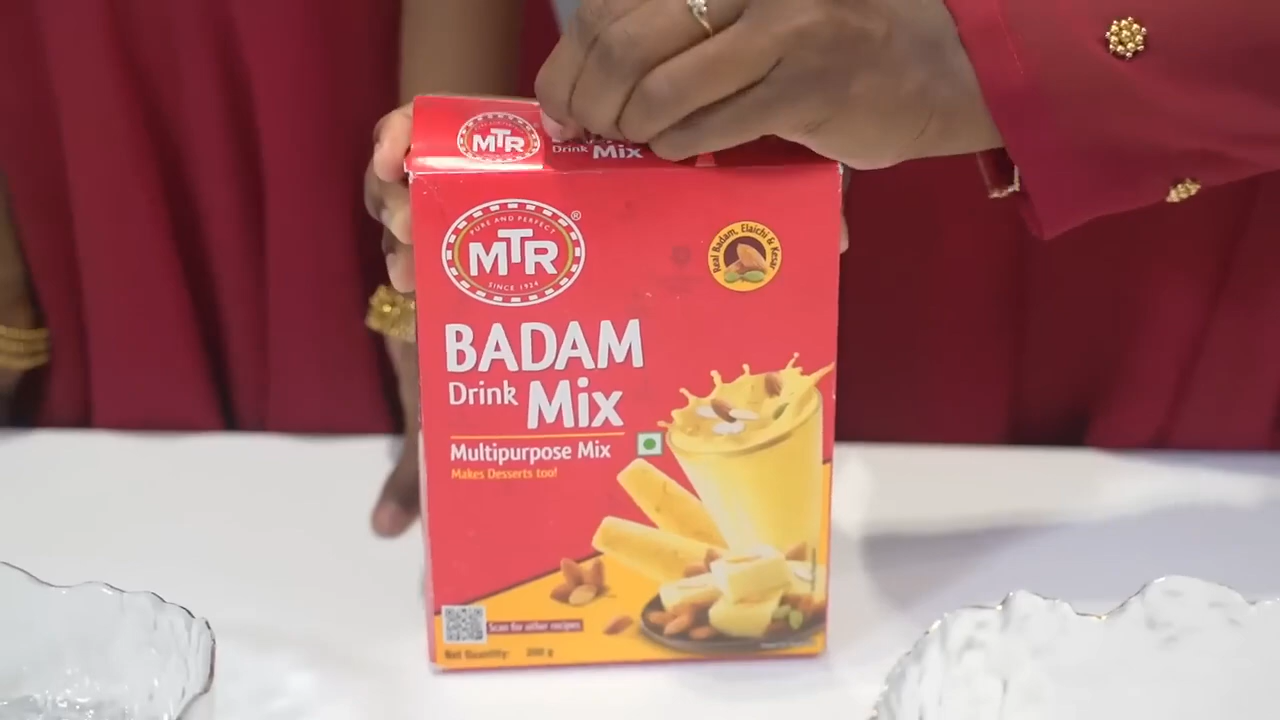 MTR
Drink Mix
PURE AND PERFECT
MTR
SINCE 1924
®
Real Badam, Elaichi & Kesar
BADAM
Drink Mix
Multipurpose Mix
Makes Desserts too!
Scan for other recipes
Net Quantity: 200 g